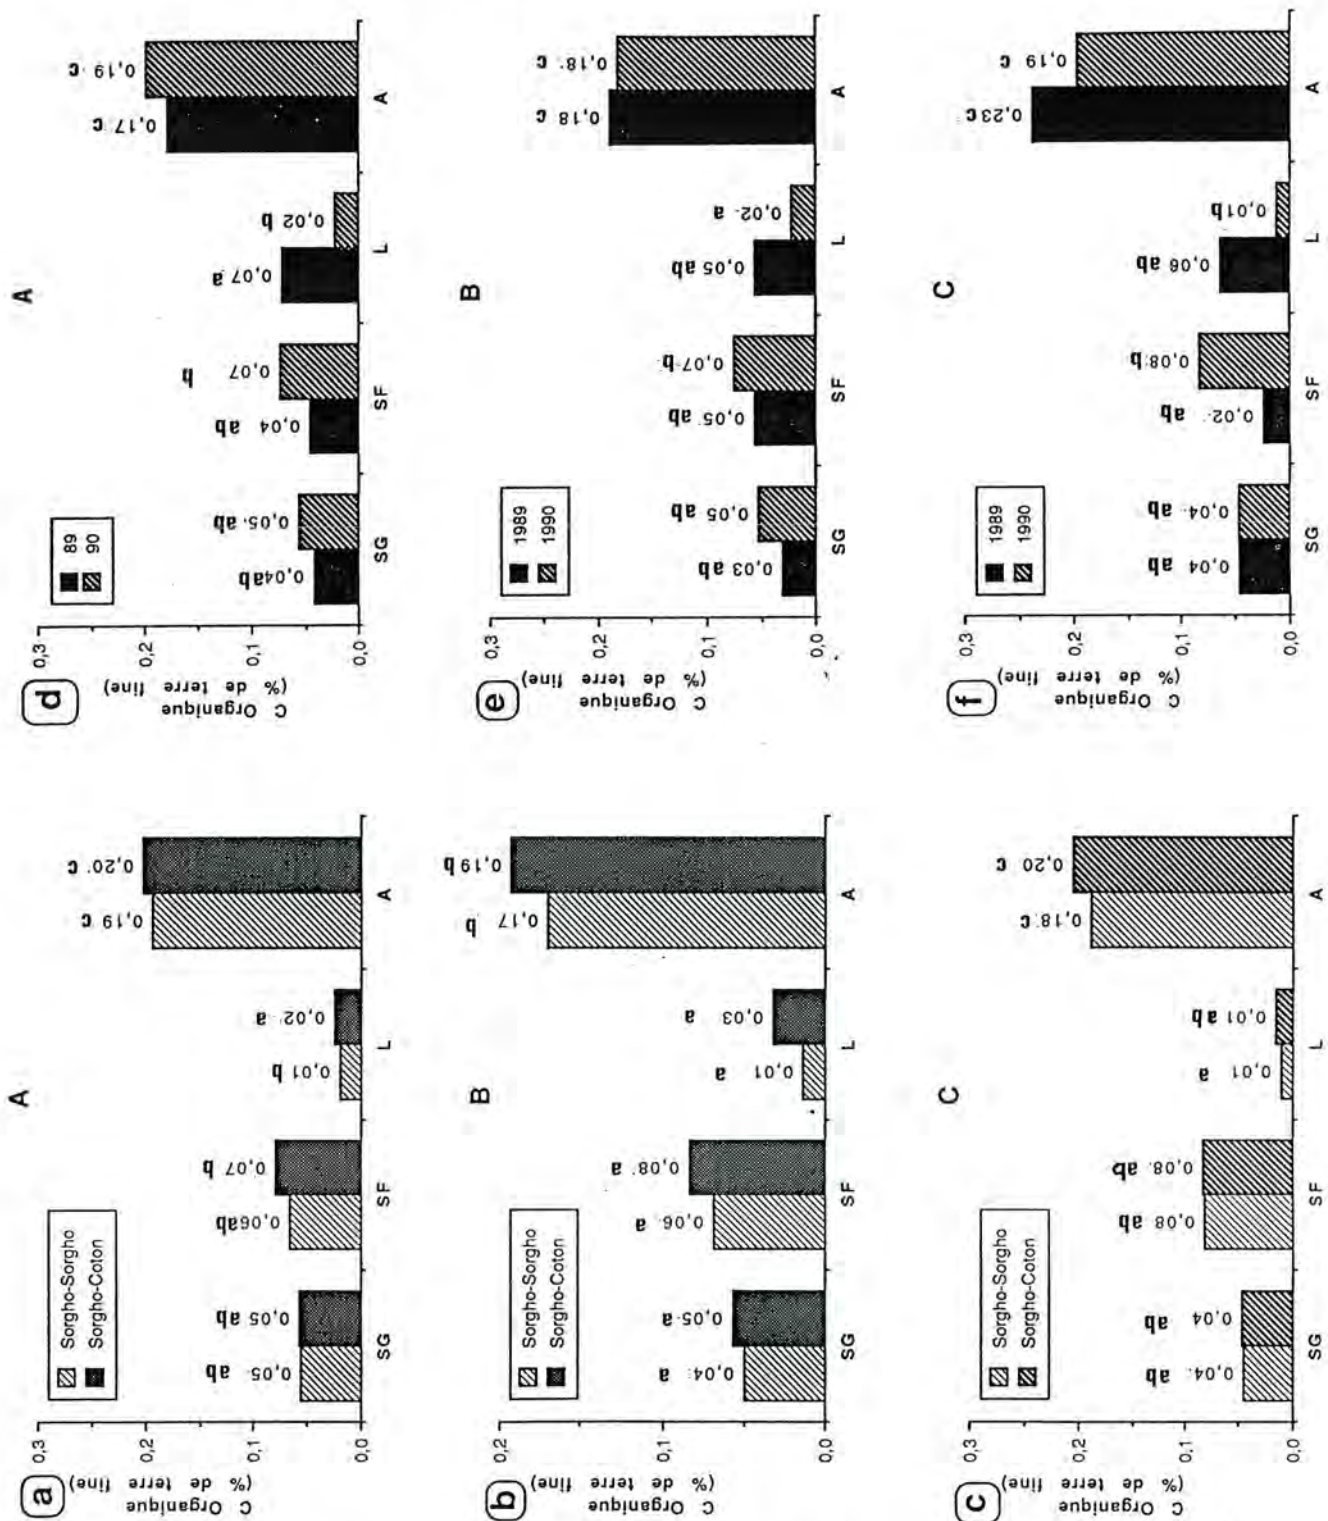 a
A
C Organique
(% de terre fine)
0,3
0,2
0,1
0,0
Sorgho-Sorgho
Sorgho-Coton
0,05 ab
0,05 ab
0,06ab
0,07 b
0,01 b
0,02 a
0,19 c
0,20 c
SG
SF
L
A
b
B
C Organique
(% de terre fine)
0,2
0,1
0,0
Sorgho-Sorgho
Sorgho-Coton
0,04 a
0,05 a
0,06 a
0,08 a
0,01 a
0,03 a
0,17 b
0,19 b
SG
SF
L
A
c
C
C Organique
(% de terre fine)
0,3
0,2
0,1
0,0
Sorgho-Sorgho
Sorgho-Coton
0,04 ab
0,04 ab
0,08 ab
0,08 ab
0,01 a
0,01 ab
0,18 c
0,20 c
SG
SF
L
A
d
A
C Organique
(% de terre fine)
0,3
0,2
0,1
0,0
89
90
0,04ab
0,05 ab
0,04 ab
0,07 b
0,07 a
0,02 b
0,17 c
0,19 c
SG
SF
L
A
e
B
C Organique
(% de terre fine)
0,3
0,2
0,1
0,0
1989
1990
0,03 ab
0,05 ab
0,05 ab
0,07 b
0,05 ab
0,02 a
0,18 c
0,18 c
SG
SF
L
A
f
C
C Organique
(% de terre fine)
0,3
0,2
0,1
0,0
1989
1990
0,04 ab
0,04 ab
0,02 ab
0,08 b
0,06 ab
0,01 b
0,23 c
0,19 c
SG
SF
L
A